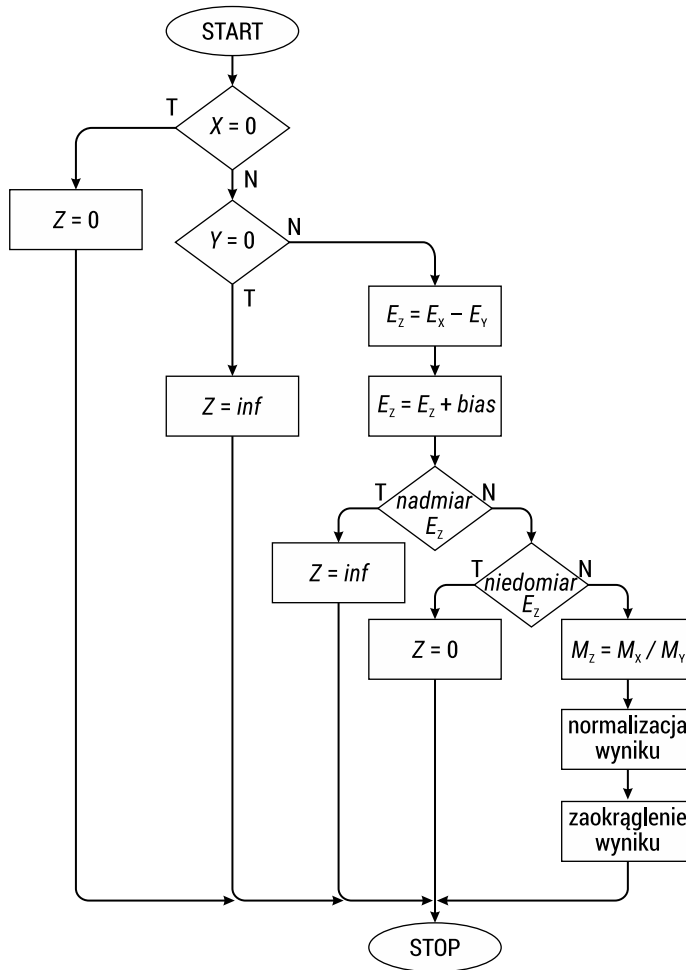 START
T
X = 0
N
Z = 0
Y = 0
N
T
E_Z = E_X − E_Y
Z = inf
E_Z = E_Z + bias
T
nadmiar
E_Z
N
Z = inf
T
niedomiar
E_Z
N
Z = 0
M_Z = M_X / M_Y
normalizacja
wyniku
zaokrąglenie
wyniku
STOP